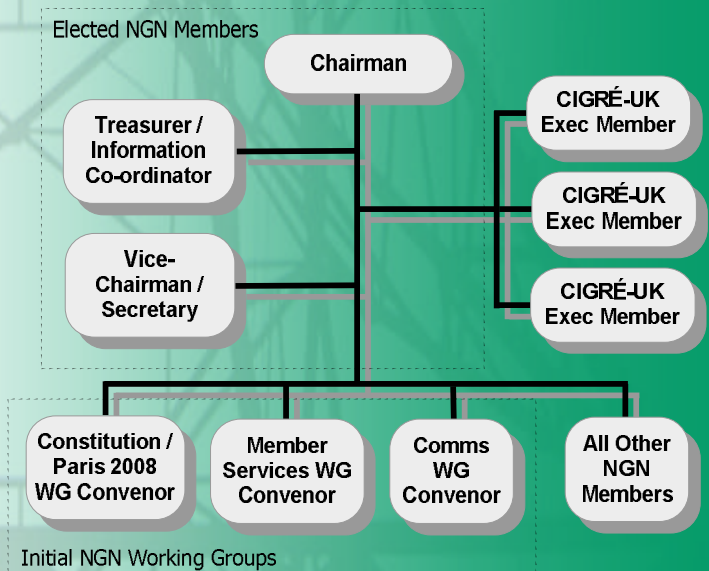 Elected NGN Members
Chairman
Treasurer /
Information
Co-ordinator
Vice-
Chairman /
Secretary
CIGRÉ-UK
Exec Member
CIGRÉ-UK
Exec Member
CIGRÉ-UK
Exec Member
Constitution /
Paris 2008
WG Convenor
Member
Services WG
Convenor
Comms
WG
Convenor
All Other
NGN
Members
Initial NGN Working Groups